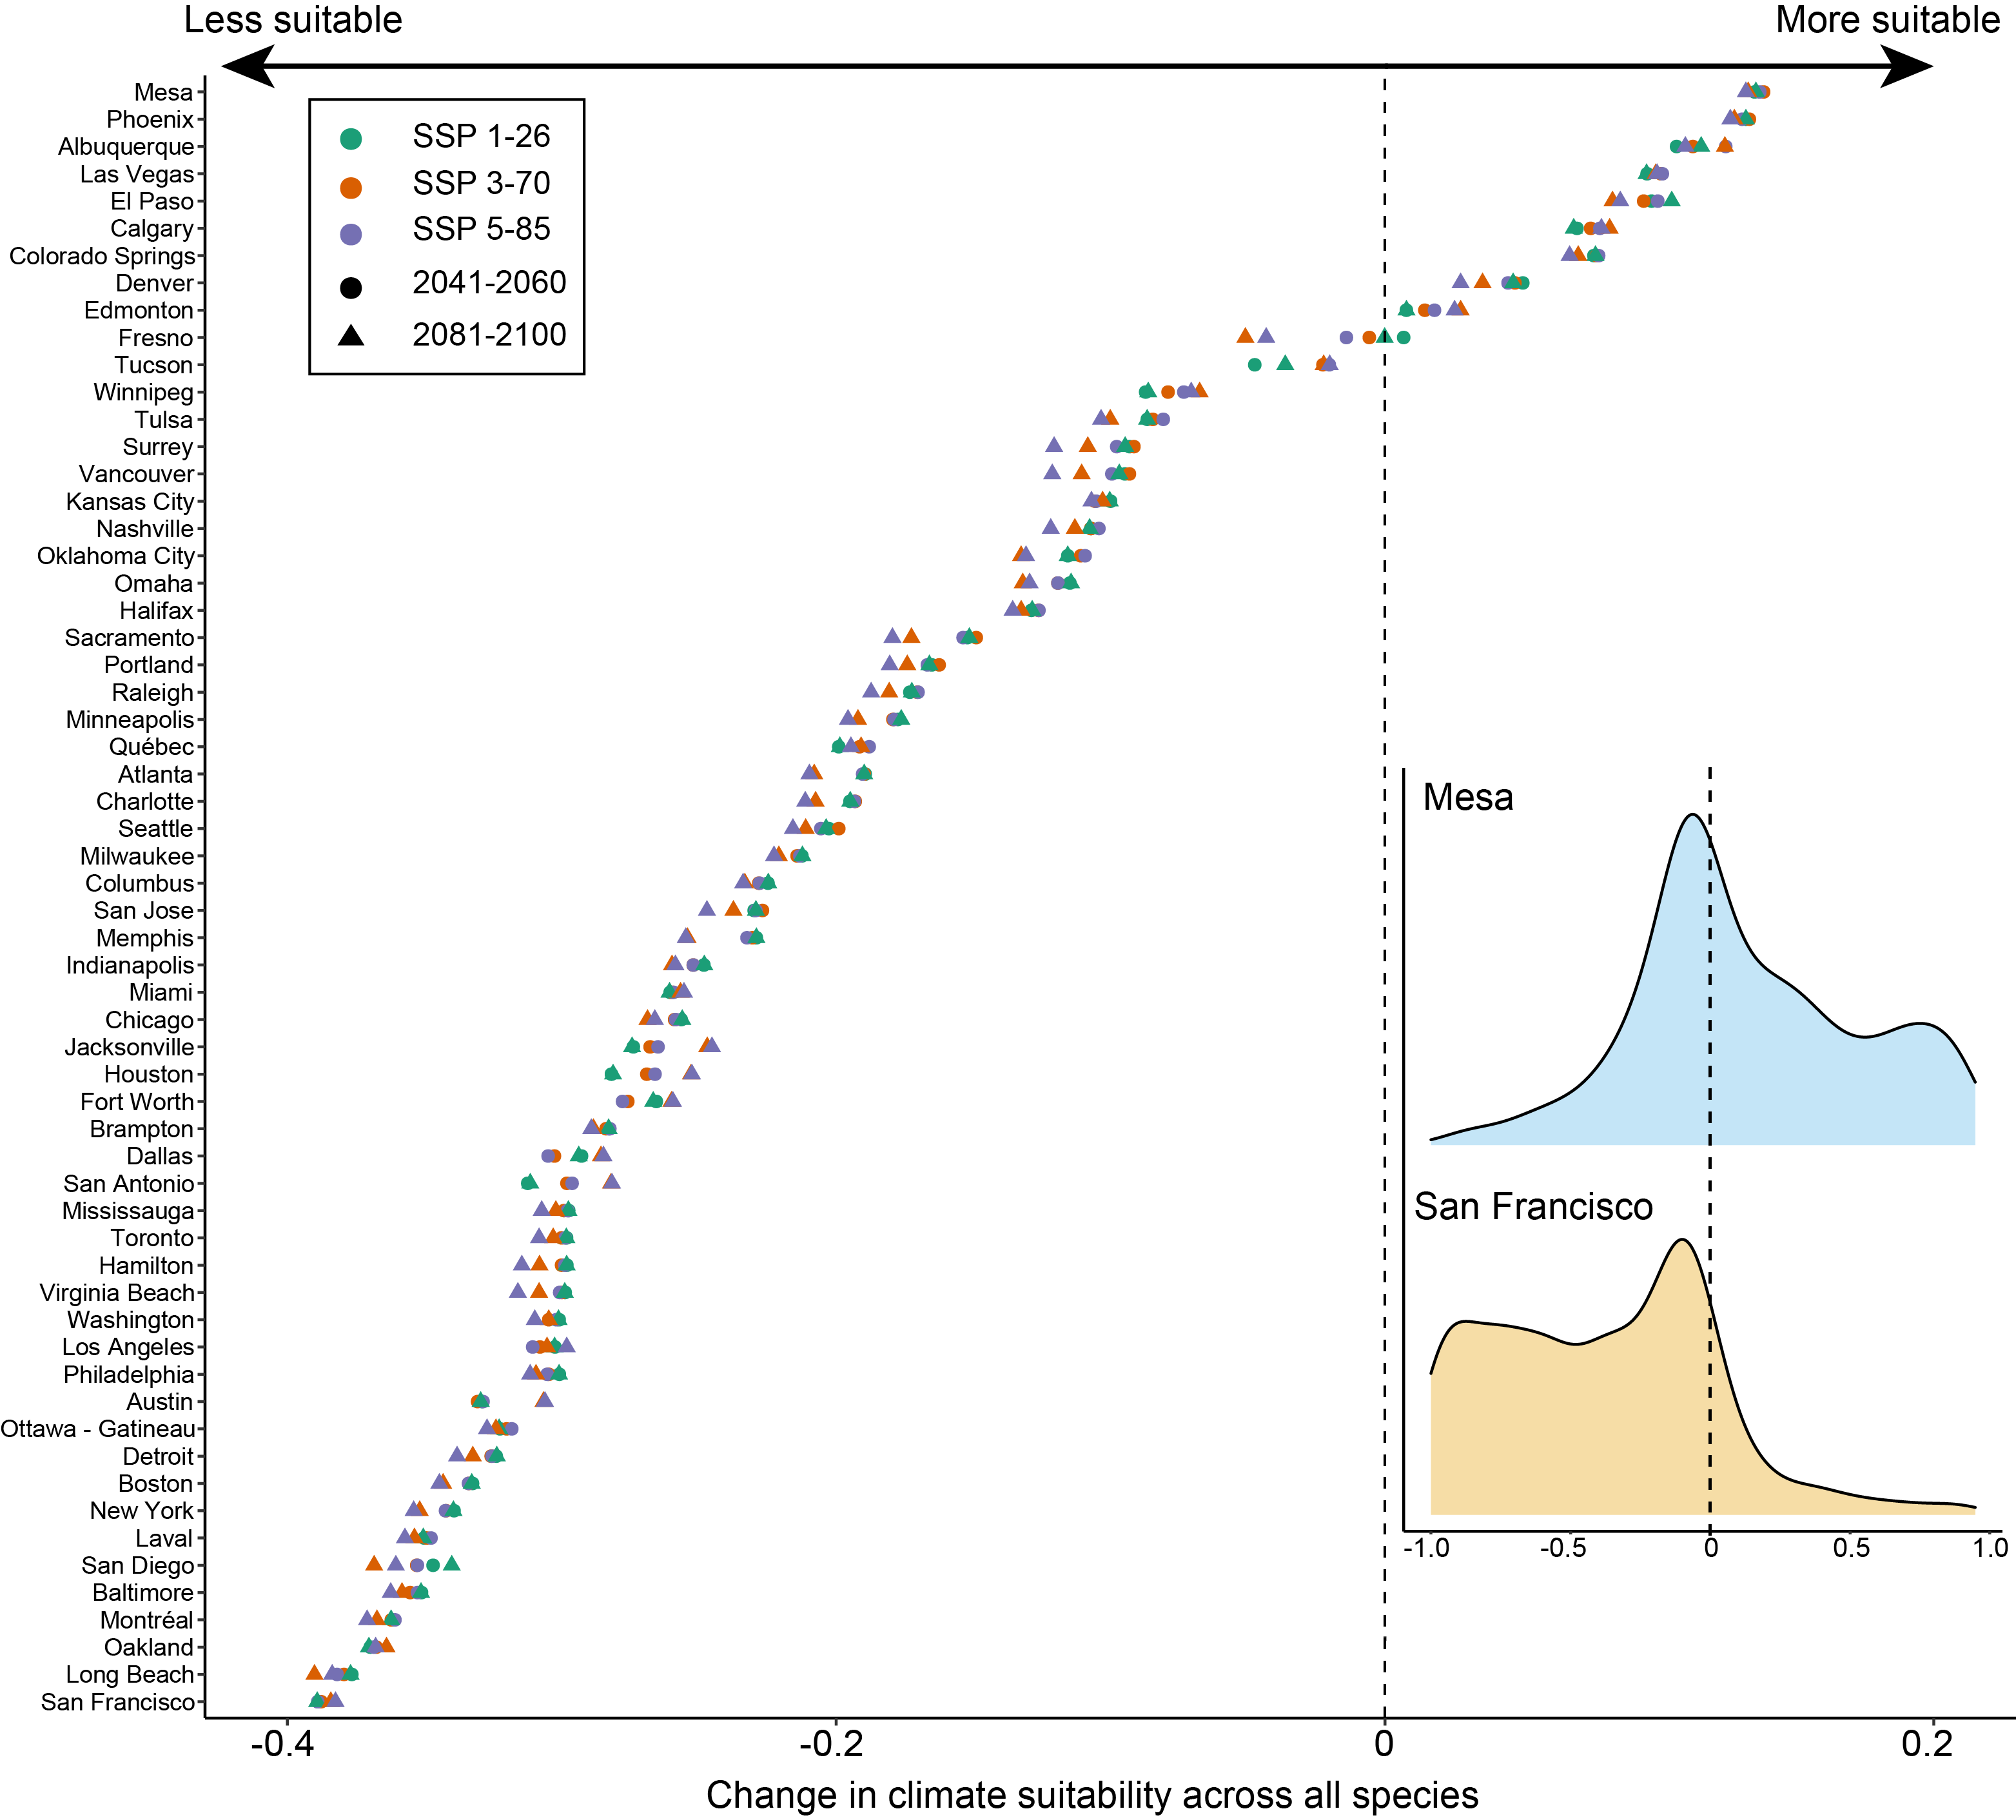 Less suitable
More suitable
SSP 1-26
SSP 3-70
SSP 5-85
2041-2060
2081-2100
Mesa
Phoenix
Albuquerque
Las Vegas
El Paso
Calgary
Colorado Springs
Denver
Edmonton
Fresno
Tucson
Winnipeg
Tulsa
Surrey
Vancouver
Kansas City
Nashville
Oklahoma City
Omaha
Halifax
Sacramento
Portland
Raleigh
Minneapolis
Québec
Atlanta
Charlotte
Seattle
Milwaukee
Columbus
San Jose
Memphis
Indianapolis
Miami
Chicago
Jacksonville
Houston
Fort Worth
Brampton
Dallas
San Antonio
Mississauga
Toronto
Hamilton
Virginia Beach
Washington
Los Angeles
Philadelphia
Austin
Ottawa - Gatineau
Detroit
Boston
New York
Laval
San Diego
Baltimore
Montréal
Oakland
Long Beach
San Francisco
Mesa
San Francisco
-1.0 -0.5 0 0.5 1.0
-0.4 -0.2 0 0.2
Change in climate suitability across all species